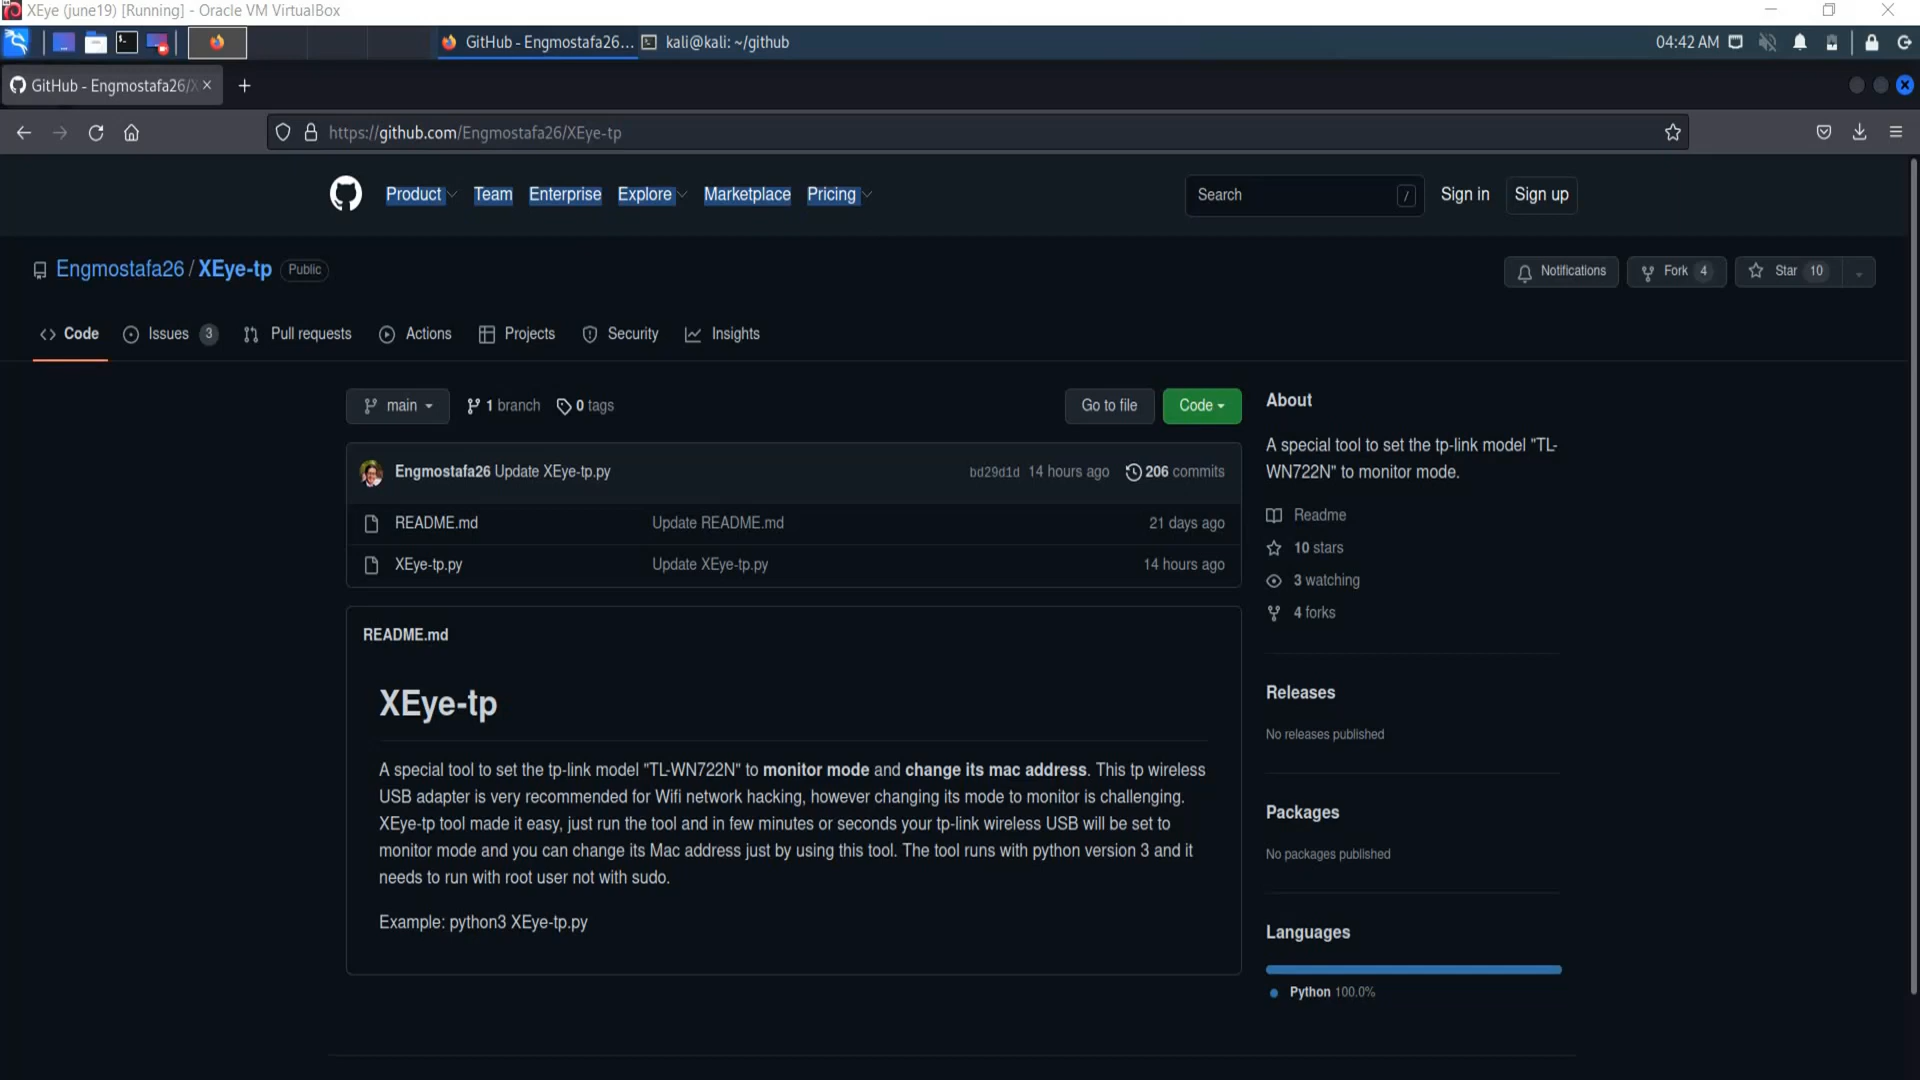 XEye (june19) [Running] - Oracle VM VirtualBox
GitHub - Engmostafa26... kali@kali: ~/github 04:42 AM
GitHub - Engmostafa26/X
https://github.com/Engmostafa26/XEye-tp
Product Team Enterprise Explore Marketplace Pricing Search / Sign in Sign up
Engmostafa26 / XEye-tp Public Notifications Fork 4 Star 10
Code Issues 3 Pull requests Actions Projects Security Insights
main 1 branch 0 tags Go to file Code
Engmostafa26 Update XEye-tp.py bd29d1d 14 hours ago 206 commits
README.md Update README.md 21 days ago
XEye-tp.py Update XEye-tp.py 14 hours ago
README.md
XEye-tp
A special tool to set the tp-link model "TL-WN722N" to monitor mode and change its mac address. This tp wireless
USB adapter is very recommended for Wifi network hacking, however changing its mode to monitor is challenging.
XEye-tp tool made it easy, just run the tool and in few minutes or seconds your tp-link wireless USB will be set to
monitor mode and you can change its Mac address just by using this tool. The tool runs with python version 3 and it
needs to run with root user not with sudo.
Example: python3 XEye-tp.py
About
A special tool to set the tp-link model "TL-
WN722N" to monitor mode.
Readme
10 stars
3 watching
4 forks
Releases
No releases published
Packages
No packages published
Languages
Python 100.0%